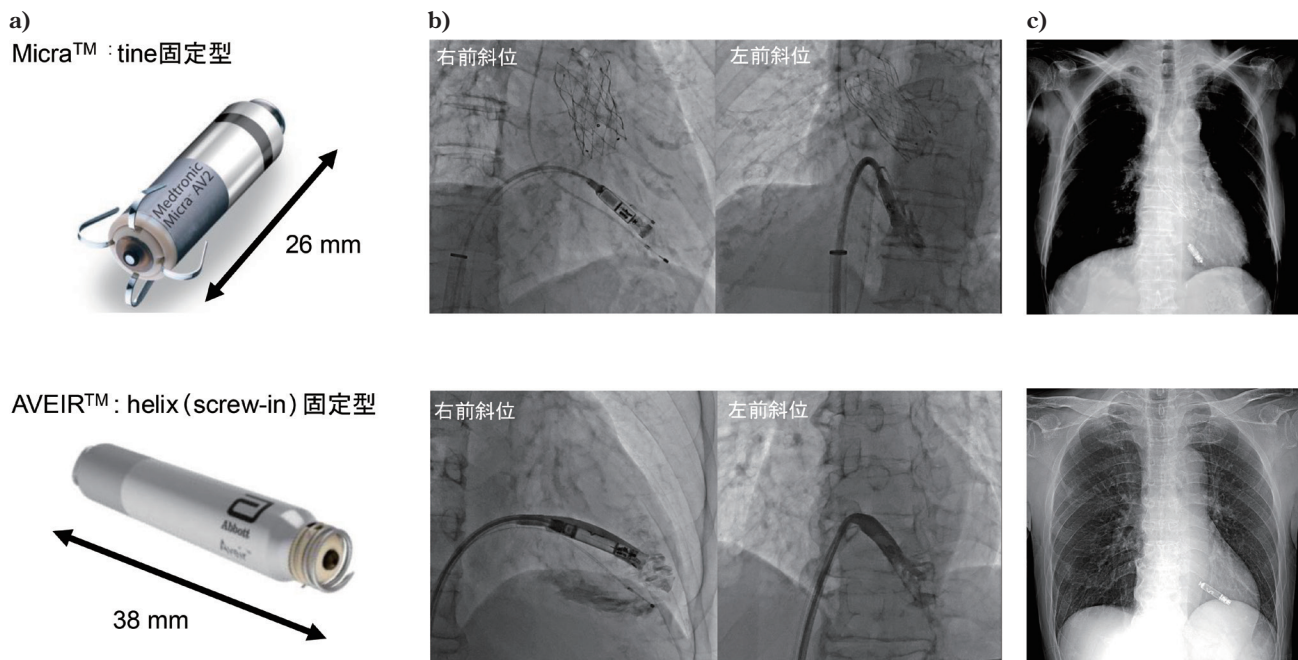 a)
Micra™ : tine固定型
Medtronic
Micra™ AV2
26 mm
b)
右前斜位
左前斜位
c)
AVEIR™ : helix（screw-in）固定型
Abbott
38 mm
右前斜位
左前斜位